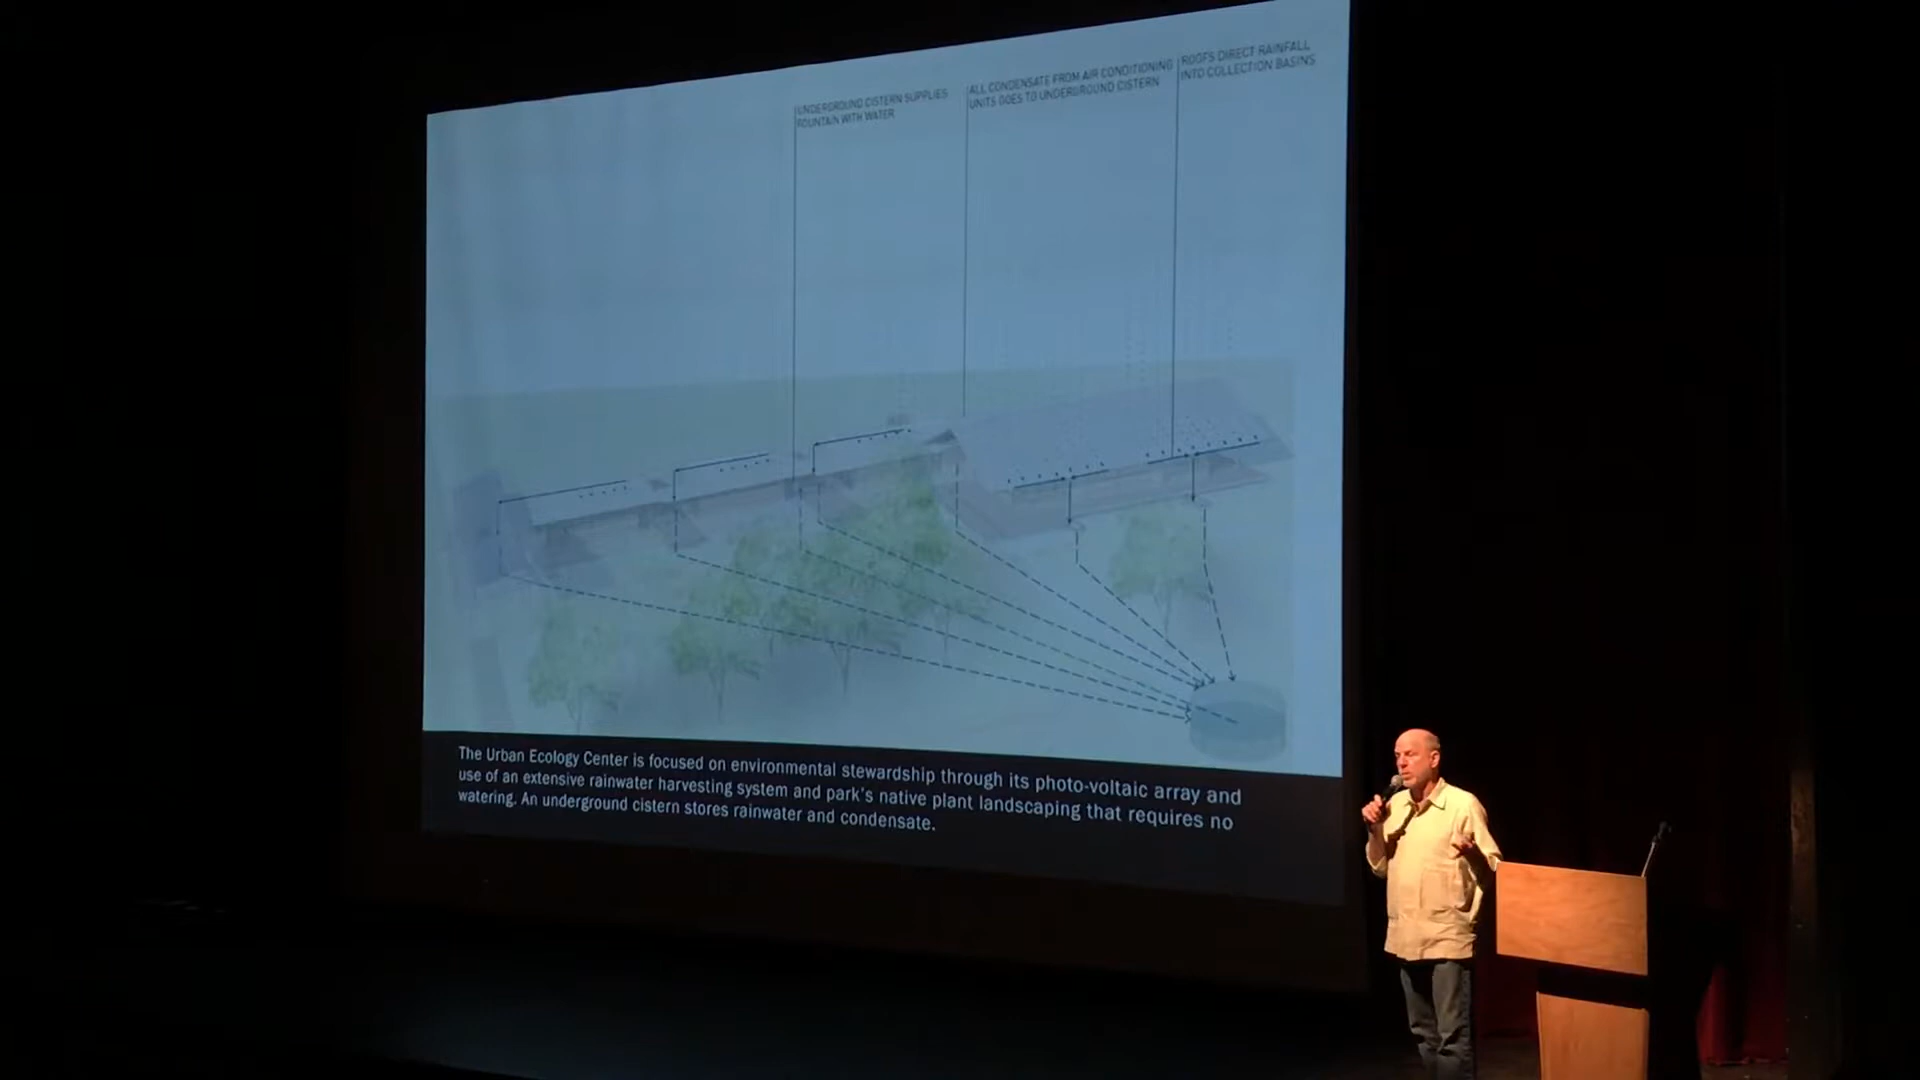 UNDERGROUND CISTERN SUPPLIES
FOUNTAIN WITH WATER
ALL CONDENSATE FROM AIR CONDITIONING
UNITS GOES TO UNDERGROUND CISTERN
ROOFS DIRECT RAINFALL
INTO COLLECTION BASINS
The Urban Ecology Center is focused on environmental stewardship through its photo-voltaic array and
use of an extensive rainwater harvesting system and park's native plant landscaping that requires no
watering. An underground cistern stores rainwater and condensate.